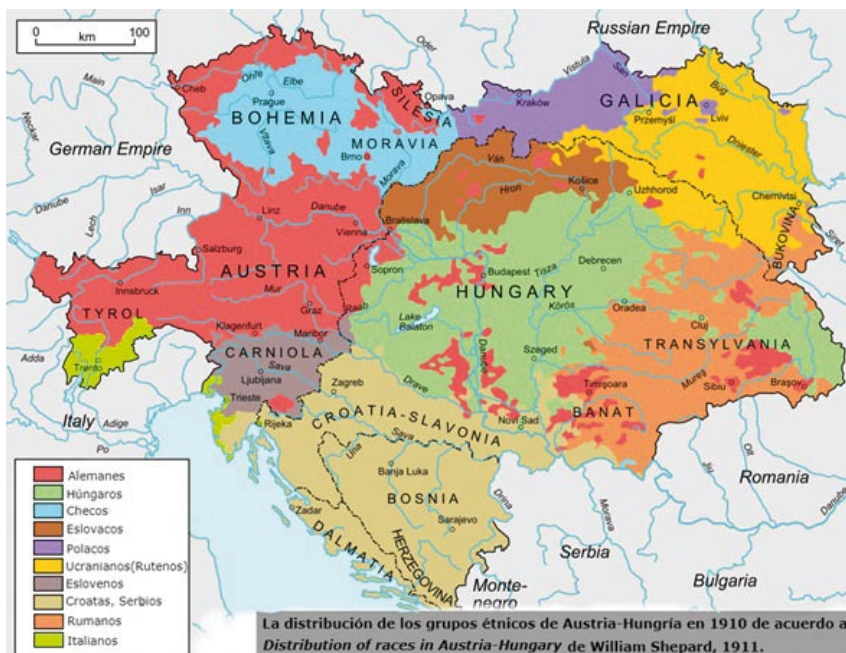 0 100
km
Russian Empire
Oder
Main
Cheb
Ohře
Elbe
Prague
Opava
SILESIA
Vistula
San
Kraków
GALICIA
Bug
Przemyśl
Lviv
BOHEMIA
MORAVIA
Vltava
Brno
Morava
Neckar
German Empire
Dniester
Váh
Hron
Košice
Uzhhorod
Chernivtsi
Siret
BUKOVINA
Danube
Lech
Isar
Inn
Linz
Danube
Vienna
Bratislava
Salzburg
AUSTRIA
Sopron
Budapest
Tisza
Debrecen
HUNGARY
Innsbruck
TYROL
Mur
Graz
Raab
Körös
Oradea
Cluj
TRANSYLVANIA
Klagenfurt
Maribor
Lake
Balaton
Danube
Szeged
Adda
Trento
CARNIOLA
Sava
Ljubljana
Drave
Timișoara
Mureș
Sibiu
Brașov
Italy
Adige
Po
Trieste
Zagreb
CROATIA-SLAVONIA
Novi Sad
BANAT
Rijeka
Sava
Una
Banja Luka
BOSNIA
Drina
Jiu
Olt
Romania
Danube
Zadar
DALMATIA
Sarajevo
HERZEGOVINA
Morava
Serbia
Monte-
negro
Bulgaria
Alemanes
Húngaros
Checos
Eslovacos
Polacos
Ucranianos(Rutenos)
Eslovenos
Croatas, Serbios
Rumanos
Italianos
La distribución de los grupos étnicos de Austria-Hungría en 1910 de acuerdo a
Distribution of races in Austria-Hungary de William Shepard, 1911.